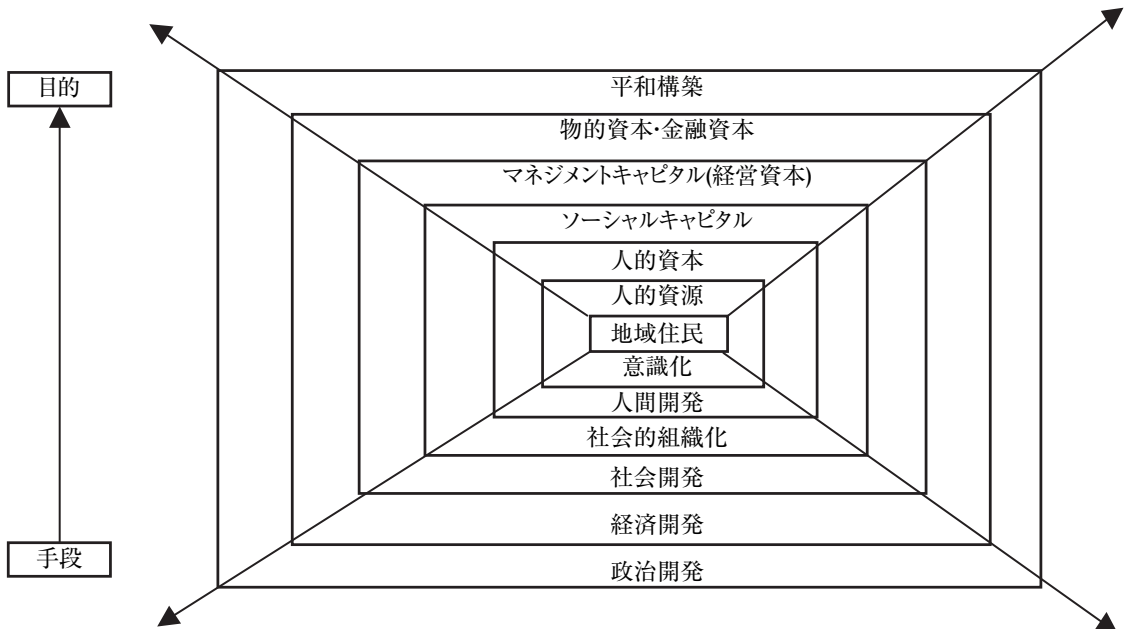 目的
平和構築
物的資本・金融資本
マネジメントキャピタル(経営資本)
ソーシャルキャピタル
人的資本
人的資源
地域住民
意識化
人間開発
社会的組織化
社会開発
経済開発
手段
政治開発